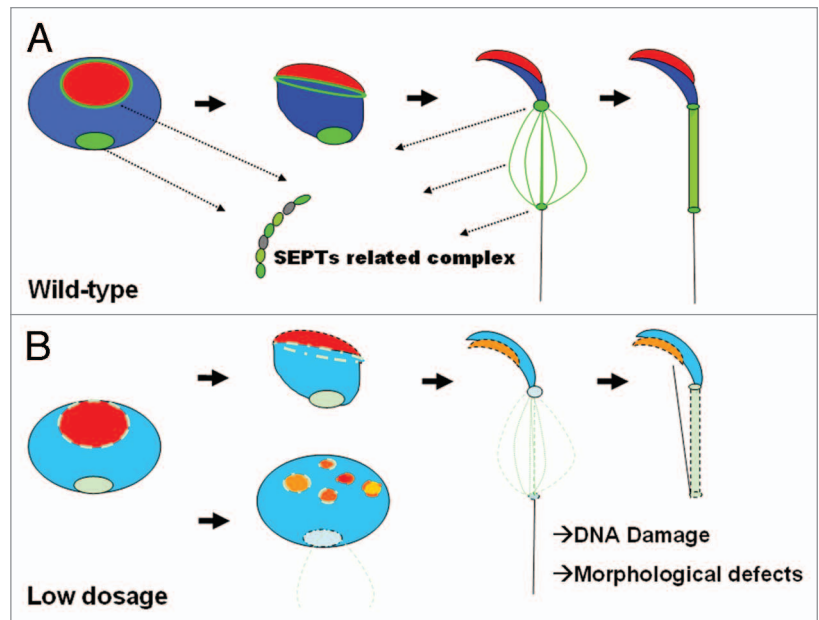 A
SEPTs related complex
Wild-type
B
→DNA Damage
→Morphological defects
Low dosage